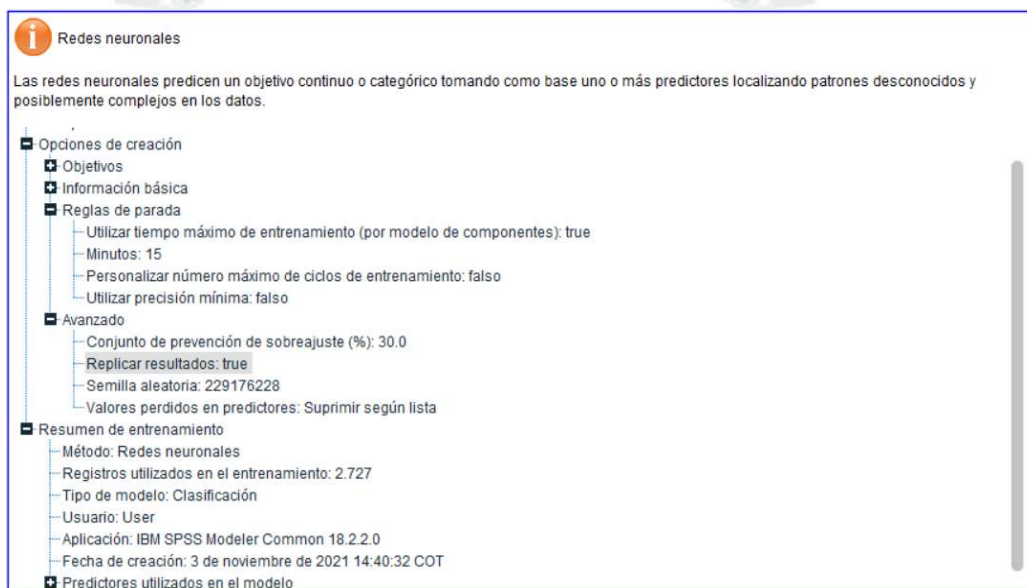 Redes neuronales
Las redes neuronales predicen un objetivo continuo o categórico tomando como base uno o más predictores localizando patrones desconocidos y
posiblemente complejos en los datos.
Opciones de creación
Objetivos
Información básica
Reglas de parada
Utilizar tiempo máximo de entrenamiento (por modelo de componentes): true
Minutos: 15
Personalizar número máximo de ciclos de entrenamiento: falso
Utilizar precisión mínima: falso
Avanzado
Conjunto de prevención de sobreajuste (%): 30.0
Replicar resultados: true
Semilla aleatoria: 229176228
Valores perdidos en predictores: Suprimir según lista
Resumen de entrenamiento
Método: Redes neuronales
Registros utilizados en el entrenamiento: 2.727
Tipo de modelo: Clasificación
Usuario: User
Aplicación: IBM SPSS Modeler Common 18.2.2.0
Fecha de creación: 3 de noviembre de 2021 14:40:32 COT
Predictores utilizados en el modelo